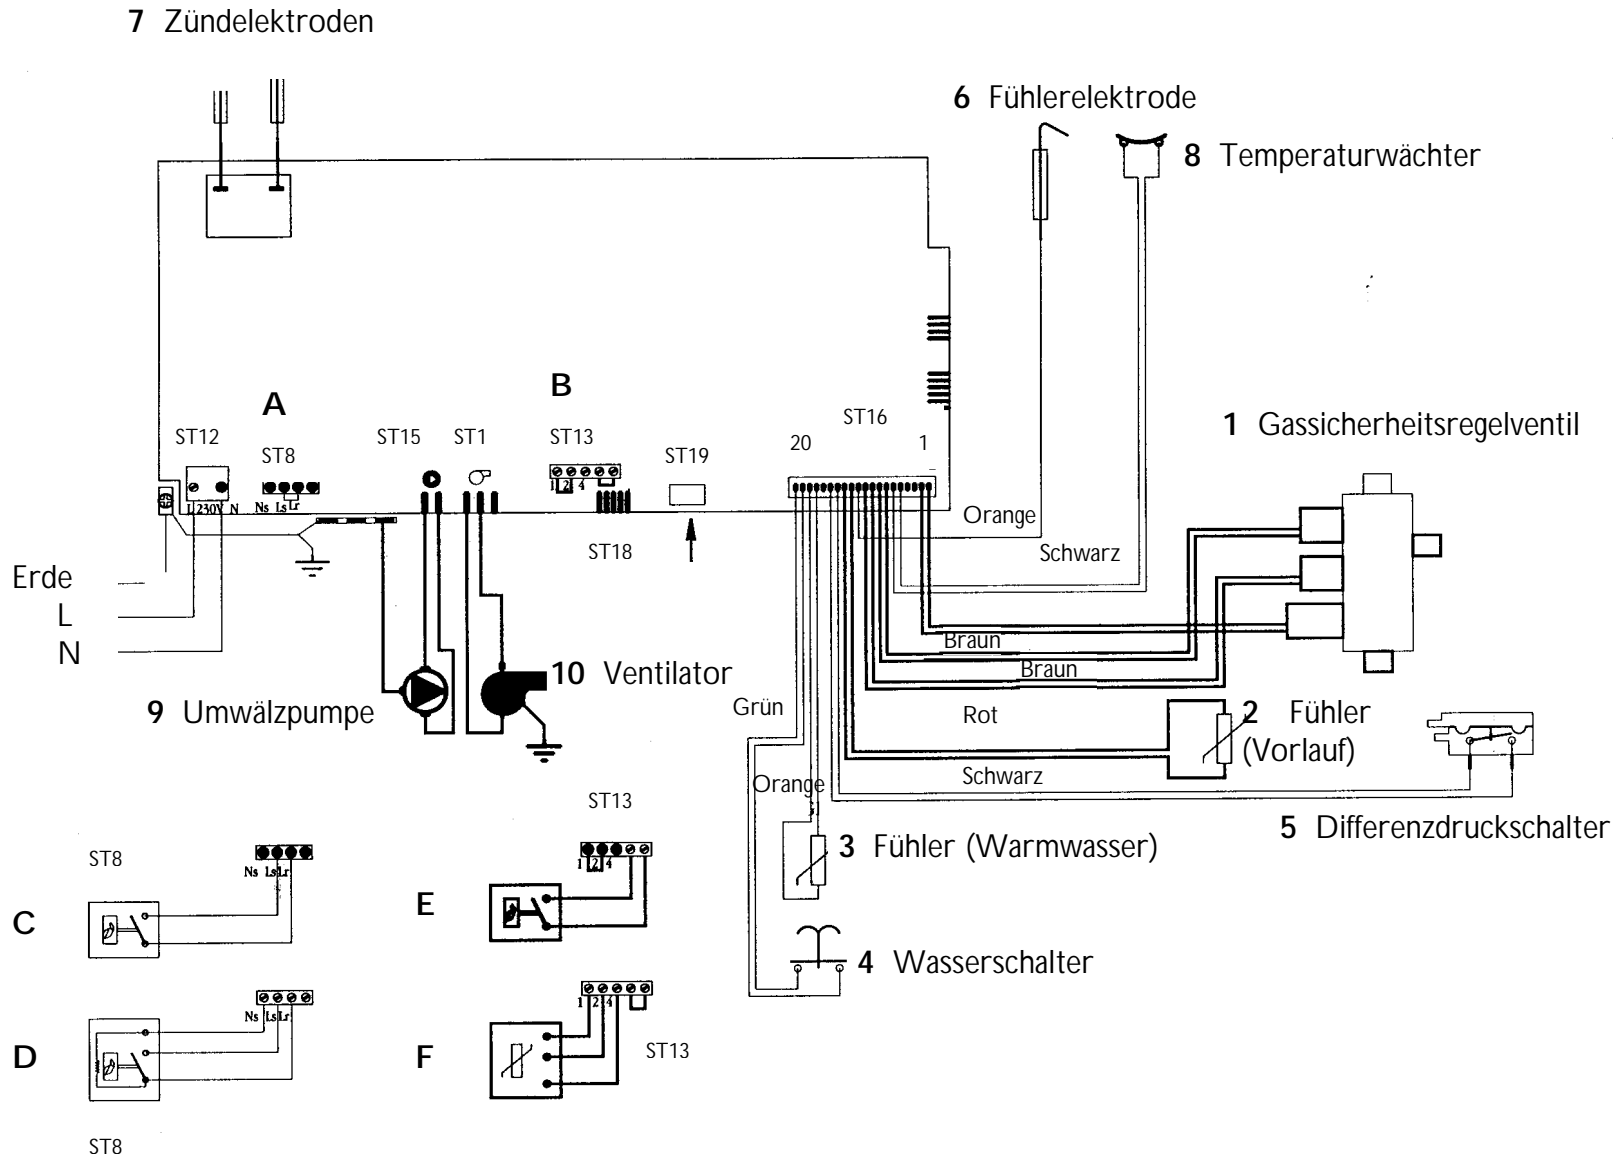 7 Zündelektroden
6 Fühlerelektrode
8 Temperaturwächter
A
B
ST12
ST8
ST15
ST1
ST13
ST19
20
ST16
1
1 Gassicherheitsregelventil
L 230V N
Ns Ls Lr
1 2 4
ST18
Orange
Schwarz
Erde
L
N
Braun
Braun
9 Umwälzpumpe
10 Ventilator
Grün
Rot
2 Fühler
(Vorlauf)
Orange
Schwarz
5 Differenzdruckschalter
3 Fühler (Warmwasser)
4 Wasserschalter
ST8
Ns Ls Lr
C
ST13
1 2 4
E
Ns Ls Lr
D
ST8
1 2 4
F
ST13